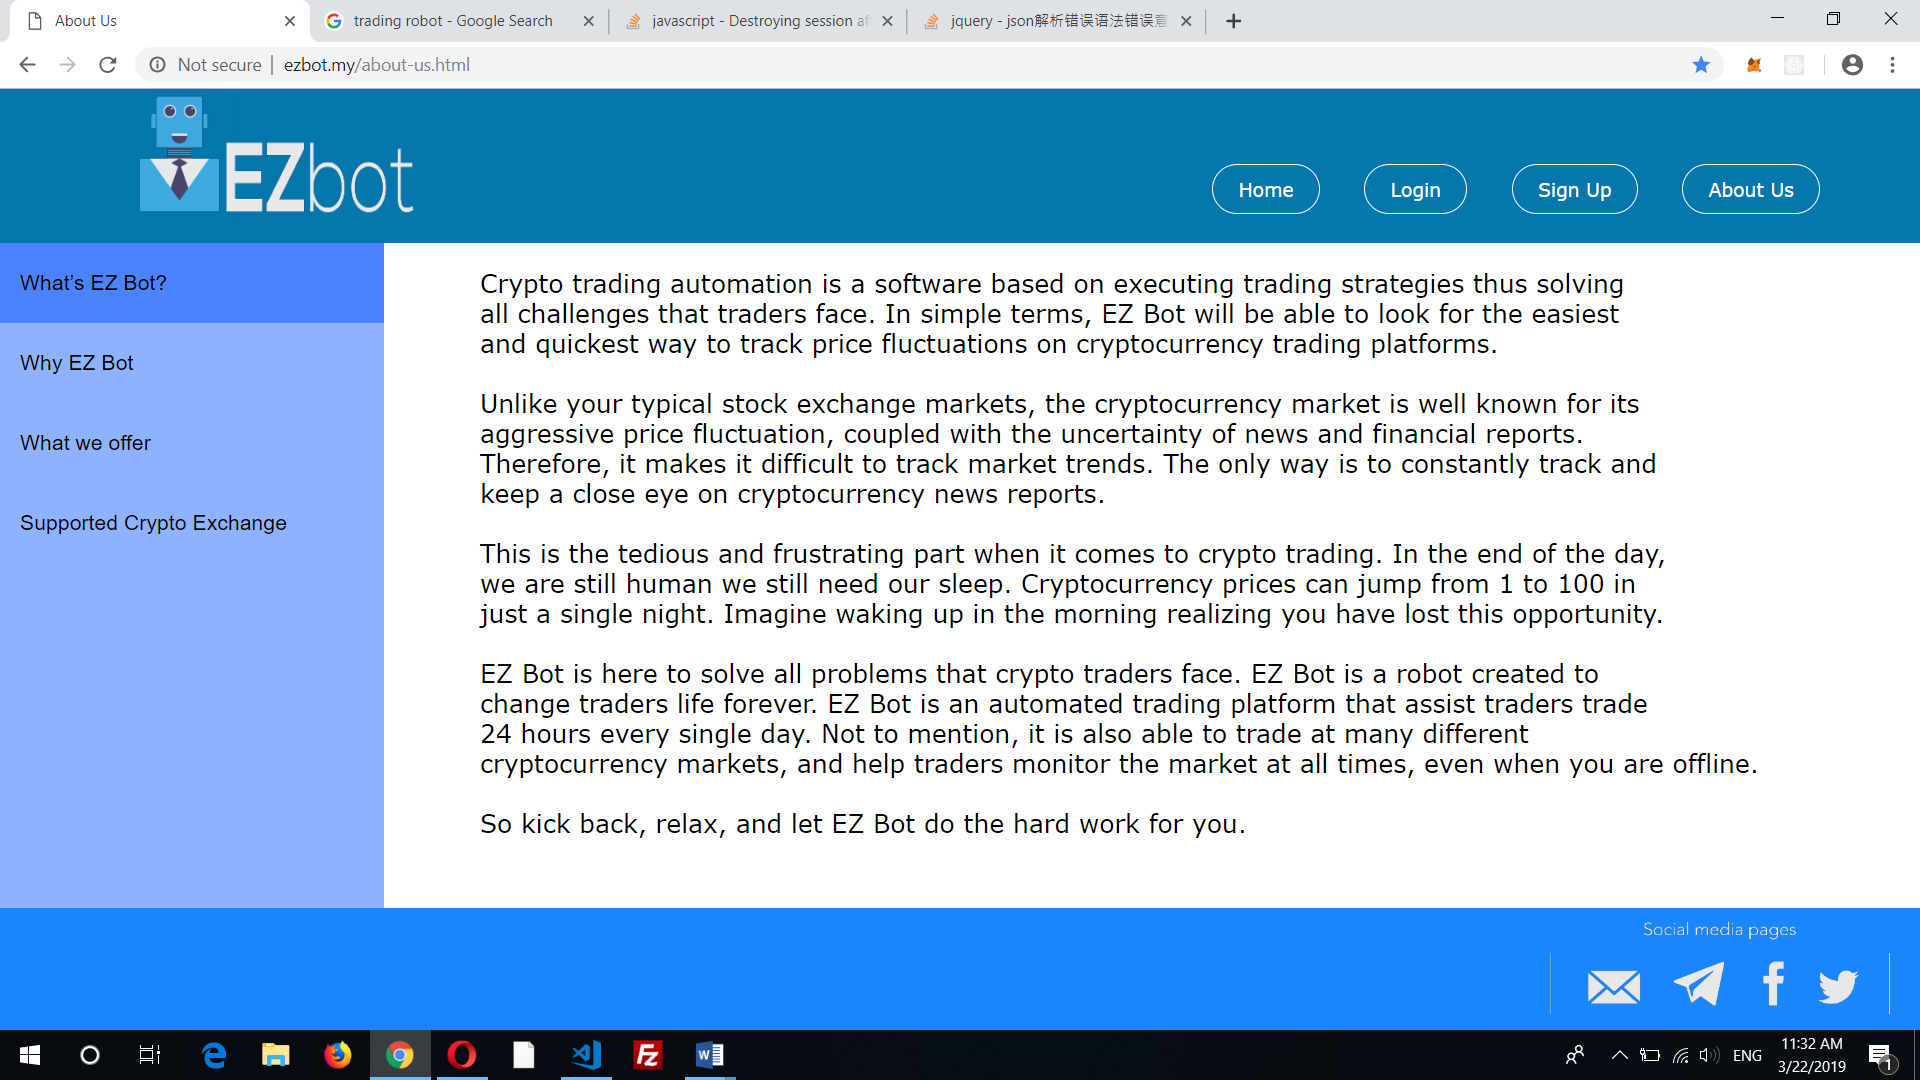 About Us
trading robot - Google Search
javascript - Destroying session af
jquery - json解析错误语法错误意
Not secure
ezbot.my/about-us.html
EZbot
Home
Login
Sign Up
About Us
What’s EZ Bot?
Why EZ Bot
What we offer
Supported Crypto Exchange
Crypto trading automation is a software based on executing trading strategies thus solving
all challenges that traders face. In simple terms, EZ Bot will be able to look for the easiest
and quickest way to track price fluctuations on cryptocurrency trading platforms.
Unlike your typical stock exchange markets, the cryptocurrency market is well known for its
aggressive price fluctuation, coupled with the uncertainty of news and financial reports.
Therefore, it makes it difficult to track market trends. The only way is to constantly track and
keep a close eye on cryptocurrency news reports.
This is the tedious and frustrating part when it comes to crypto trading. In the end of the day,
we are still human we still need our sleep. Cryptocurrency prices can jump from 1 to 100 in
just a single night. Imagine waking up in the morning realizing you have lost this opportunity.
EZ Bot is here to solve all problems that crypto traders face. EZ Bot is a robot created to
change traders life forever. EZ Bot is an automated trading platform that assist traders trade
24 hours every single day. Not to mention, it is also able to trade at many different
cryptocurrency markets, and help traders monitor the market at all times, even when you are offline.
So kick back, relax, and let EZ Bot do the hard work for you.
Social media pages
ENG
11:32 AM
3/22/2019
1